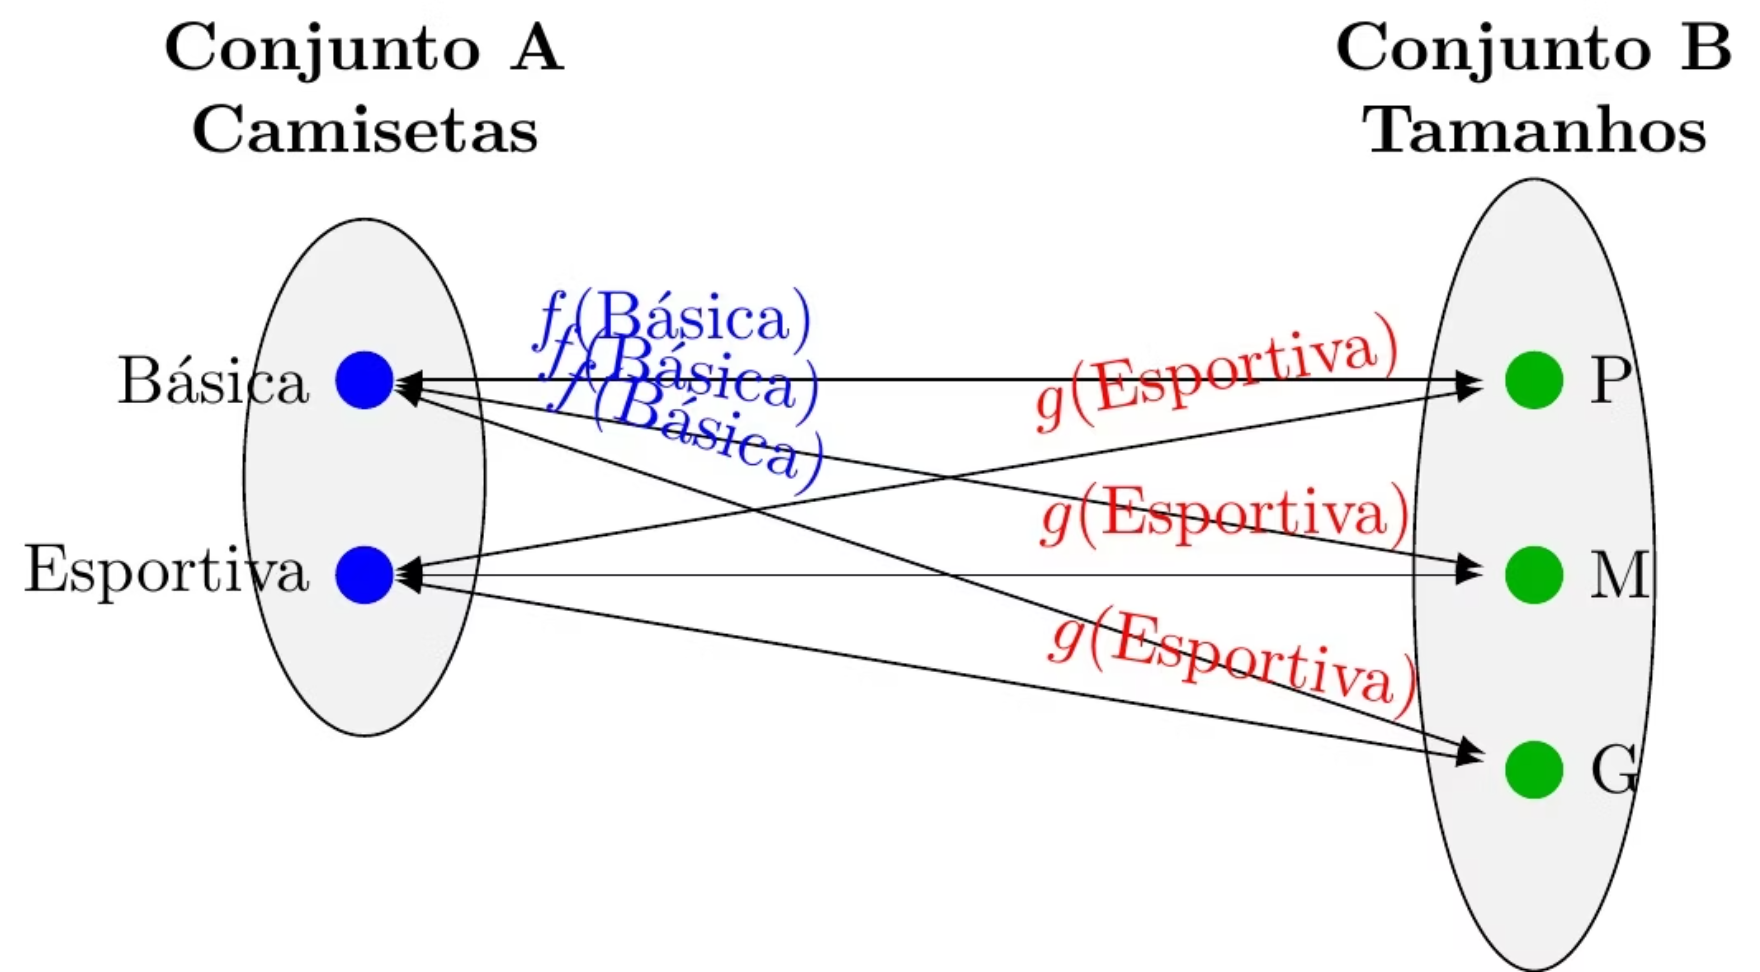 Conjunto A
Camisetas
Conjunto B
Tamanhos
f(Básica)
f(Básica)
f(Básica)
g(Esportiva)
g(Esportiva)
g(Esportiva)
Básica
Esportiva
P
M
G